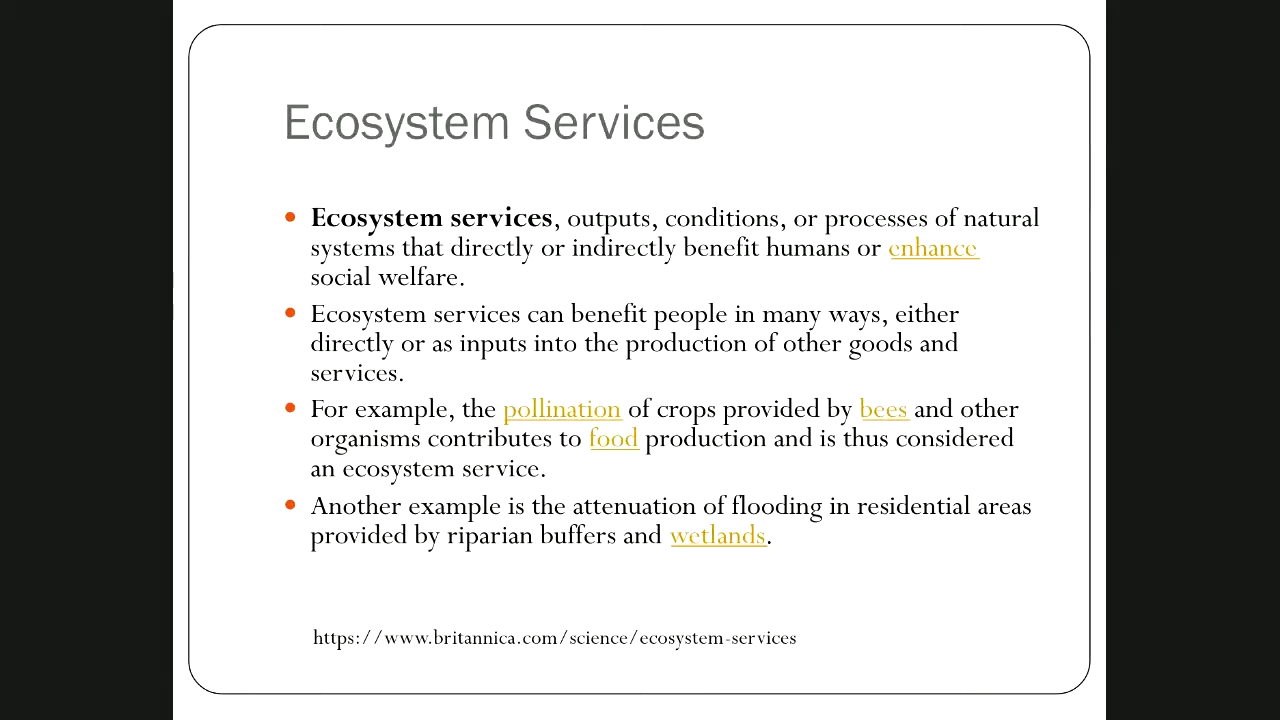 Ecosystem Services
• Ecosystem services, outputs, conditions, or processes of natural
systems that directly or indirectly benefit humans or enhance
social welfare.
• Ecosystem services can benefit people in many ways, either
directly or as inputs into the production of other goods and
services.
• For example, the pollination of crops provided by bees and other
organisms contributes to food production and is thus considered
an ecosystem service.
• Another example is the attenuation of flooding in residential areas
provided by riparian buffers and wetlands.
https://www.britannica.com/science/ecosystem-services